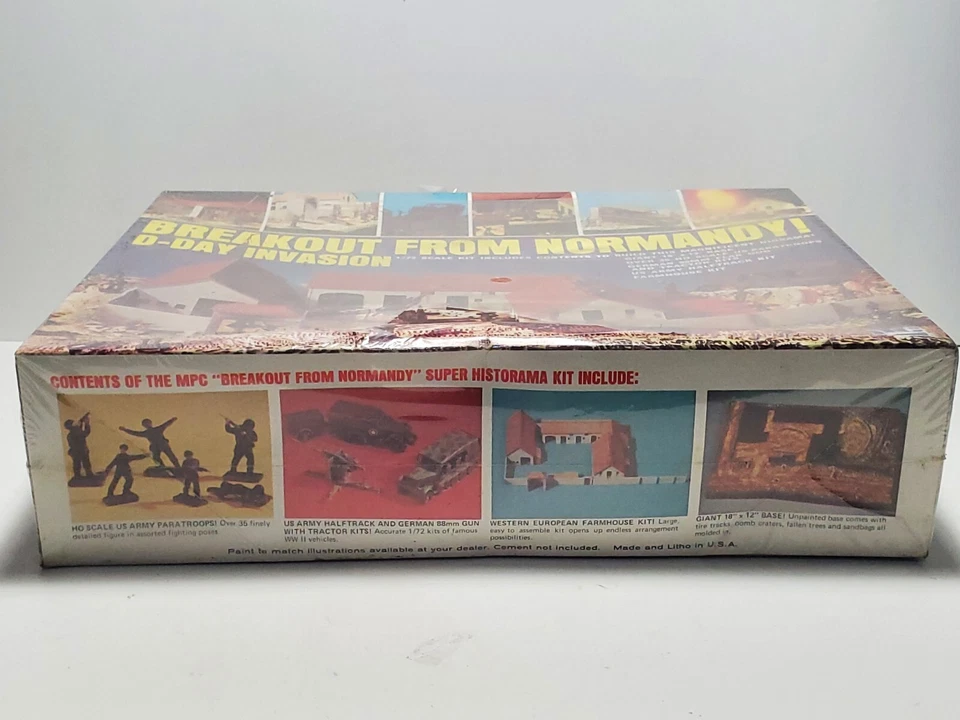 BREAKOUT FROM NORMANDY!
D-DAY INVASION
CONTENTS OF THE MPC "BREAKOUT FROM NORMANDY" SUPER HISTORAMA KIT INCLUDE:
HO SCALE US ARMY PARATROOPS! Over 35 finely
detailed figure in assorted fighting poses
US ARMY HALFTRACK AND GERMAN 88mm GUN
WITH TRACTOR KITS! Accurate 1/72 kits of famous
WW II vehicles.
WESTERN EUROPEAN FARMHOUSE KIT! Large,
easy to assemble kit opens up endless arrangement
possibilities.
GIANT 18" x 12" BASE! Unpainted base comes with
tire tracks, bomb craters, fallen trees and sandbags all
molded in.
Paint to match illustrations available at your dealer. Cement not included. Made and Litho in U.S.A.